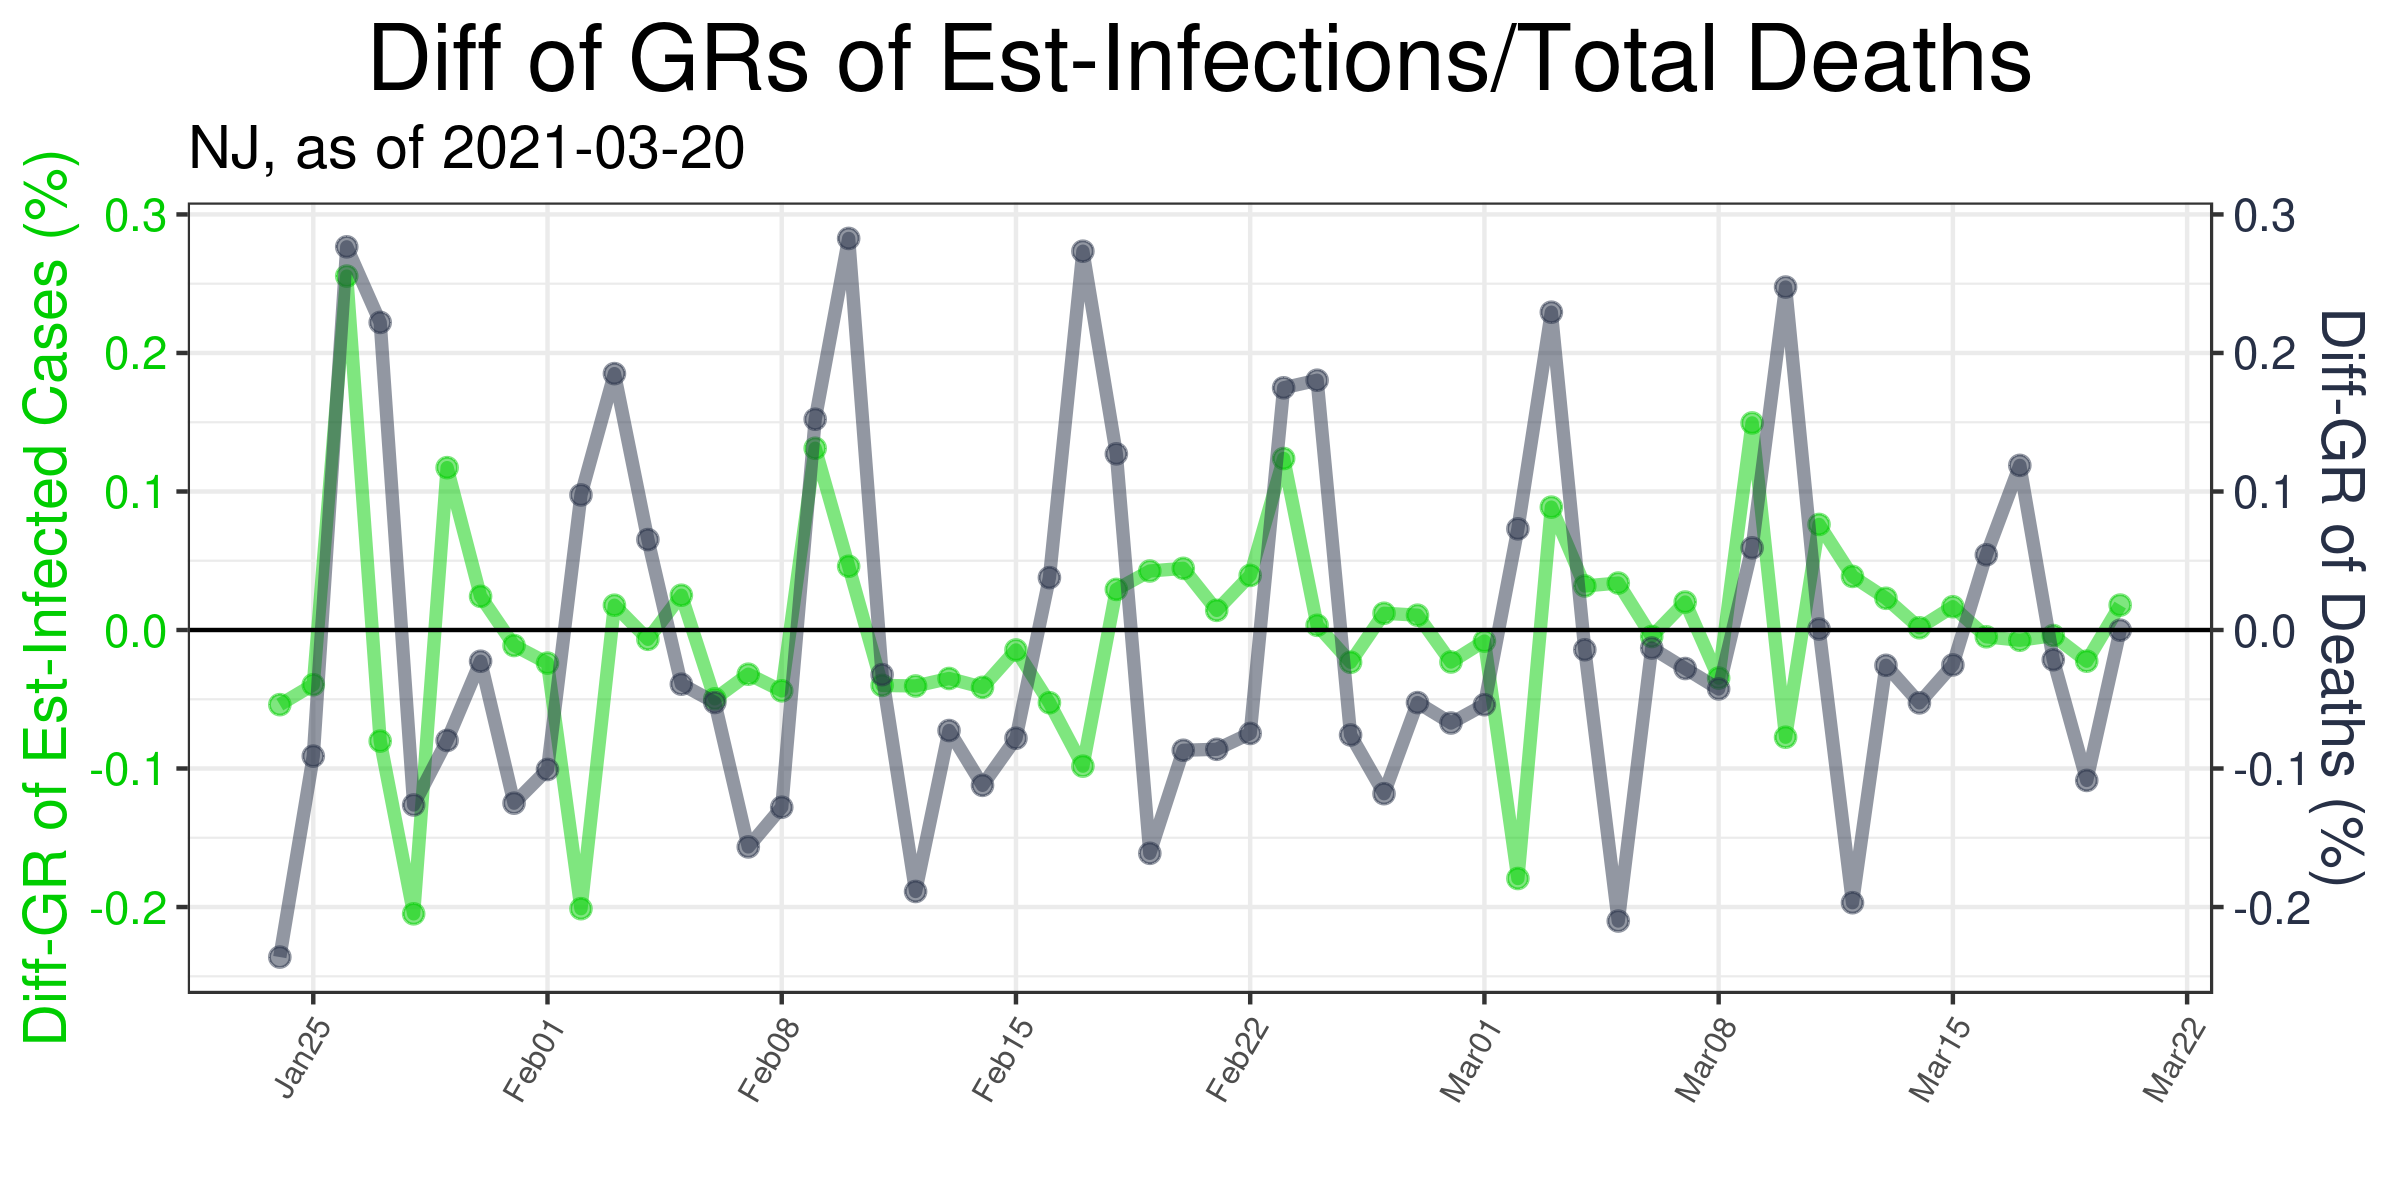 Diff of GRs of Est-Infections/Total Deaths
NJ, as of 2021-03-20
Diff-GR of Est-Infected Cases (%)
0.3
0.2
0.1
0.0
-0.1
-0.2
0.3
0.2
0.1
0.0
-0.1
-0.2
Diff-GR of Deaths (%)
Jan25
Feb01
Feb08
Feb15
Feb22
Mar01
Mar08
Mar15
Mar22